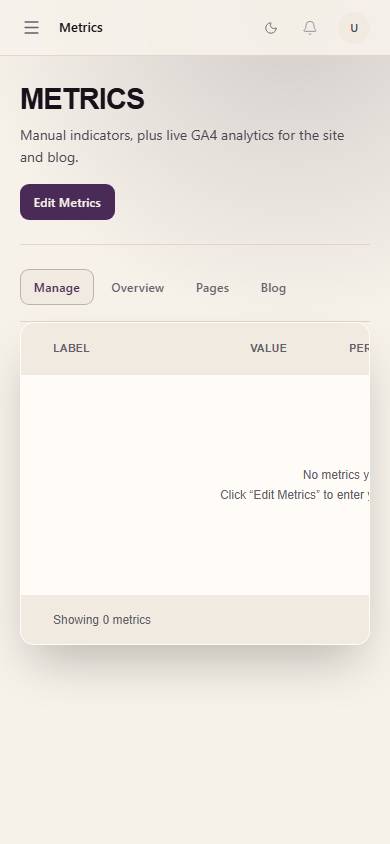 Metrics
U
METRICS
Manual indicators, plus live GA4 analytics for the site
and blog.
Edit Metrics
Manage Overview Pages Blog
LABEL VALUE PER
No metrics y
Click “Edit Metrics” to enter
Showing 0 metrics